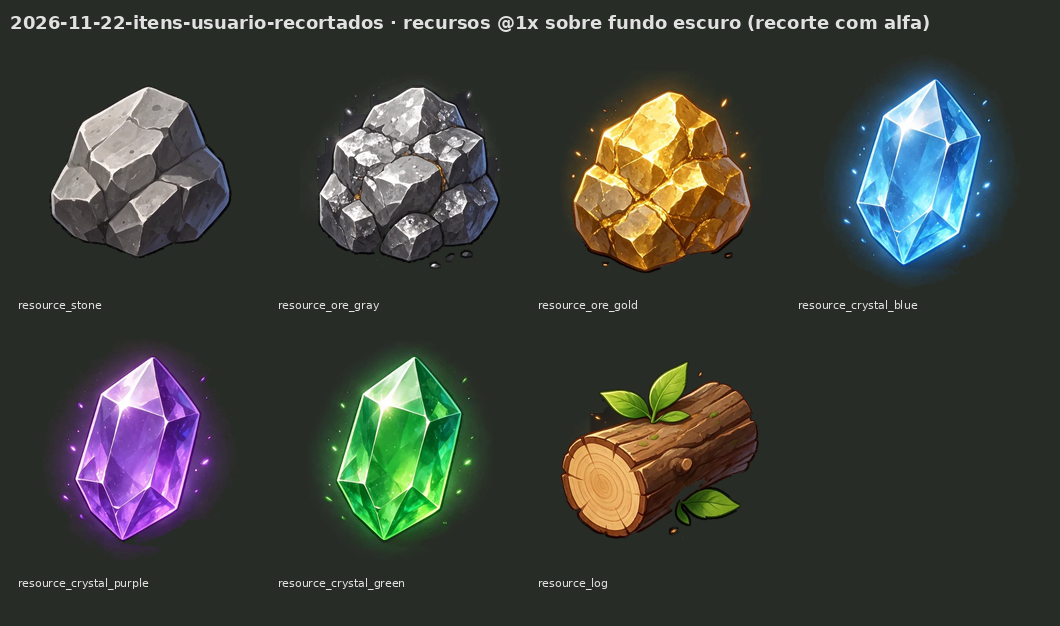 2026-11-22-itens-usuario-recortados · recursos @1x sobre fundo escuro (recorte com alfa)
resource_stone
resource_ore_gray
resource_ore_gold
resource_crystal_blue
resource_crystal_purple
resource_crystal_green
resource_log